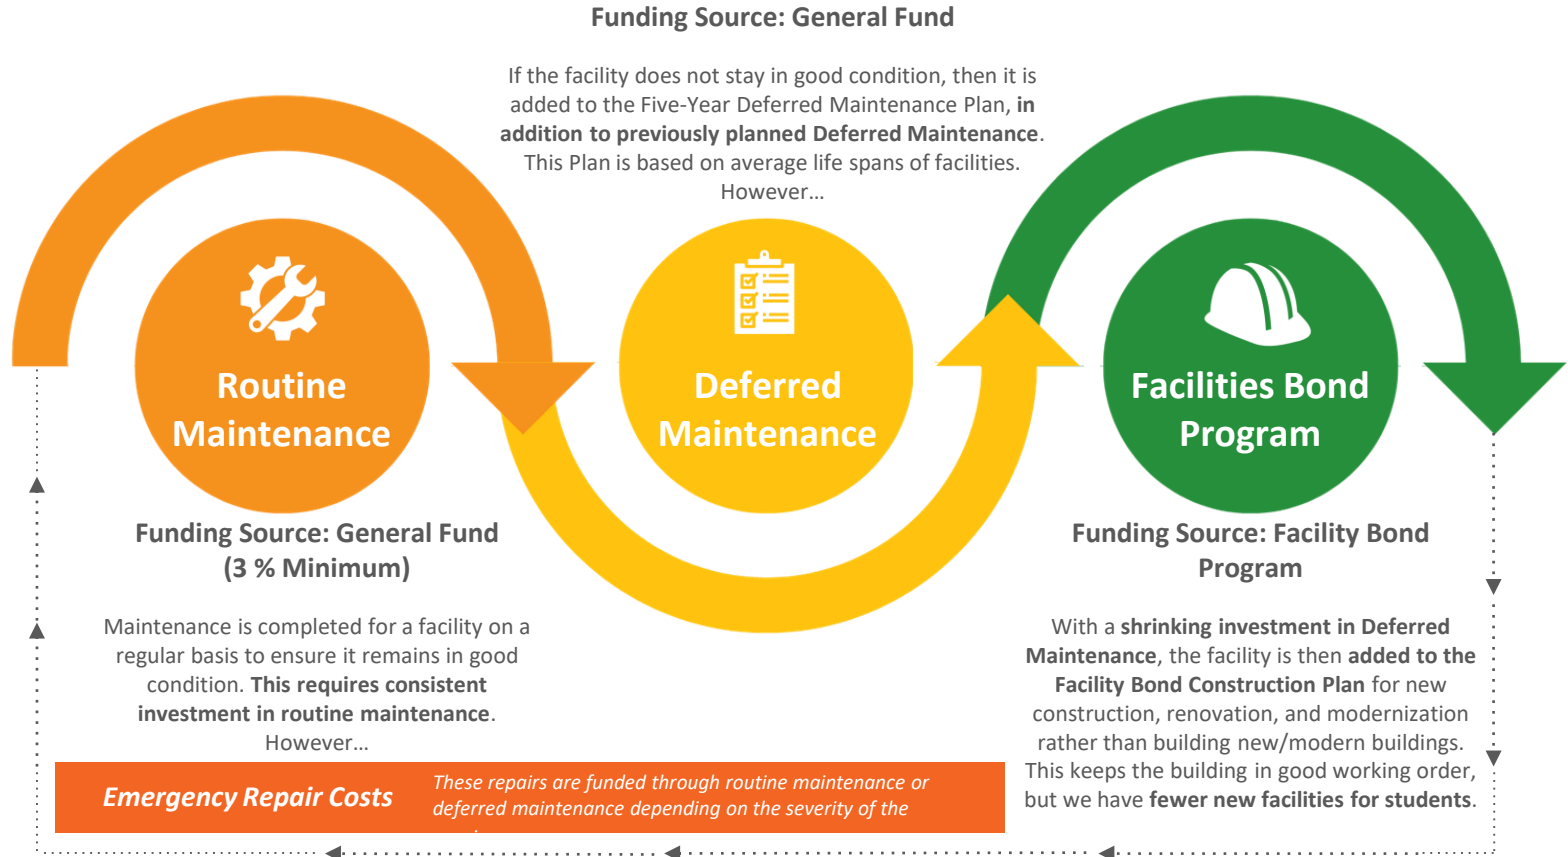 Funding Source: General Fund
If the facility does not stay in good condition, then it is
added to the Five-Year Deferred Maintenance Plan, in
addition to previously planned Deferred Maintenance.
This Plan is based on average life spans of facilities.
However…
Routine
Maintenance
Deferred
Maintenance
Facilities Bond
Program
Funding Source: General Fund
(3 % Minimum)
Maintenance is completed for a facility on a
regular basis to ensure it remains in good
condition. This requires consistent
investment in routine maintenance.
However…
Funding Source: Facility Bond
Program
With a shrinking investment in Deferred
Maintenance, the facility is then added to the
Facility Bond Construction Plan for new
construction, renovation, and modernization
rather than building new/modern buildings.
This keeps the building in good working order,
but we have fewer new facilities for students.
Emergency Repair Costs
These repairs are funded through routine maintenance or
deferred maintenance depending on the severity of the